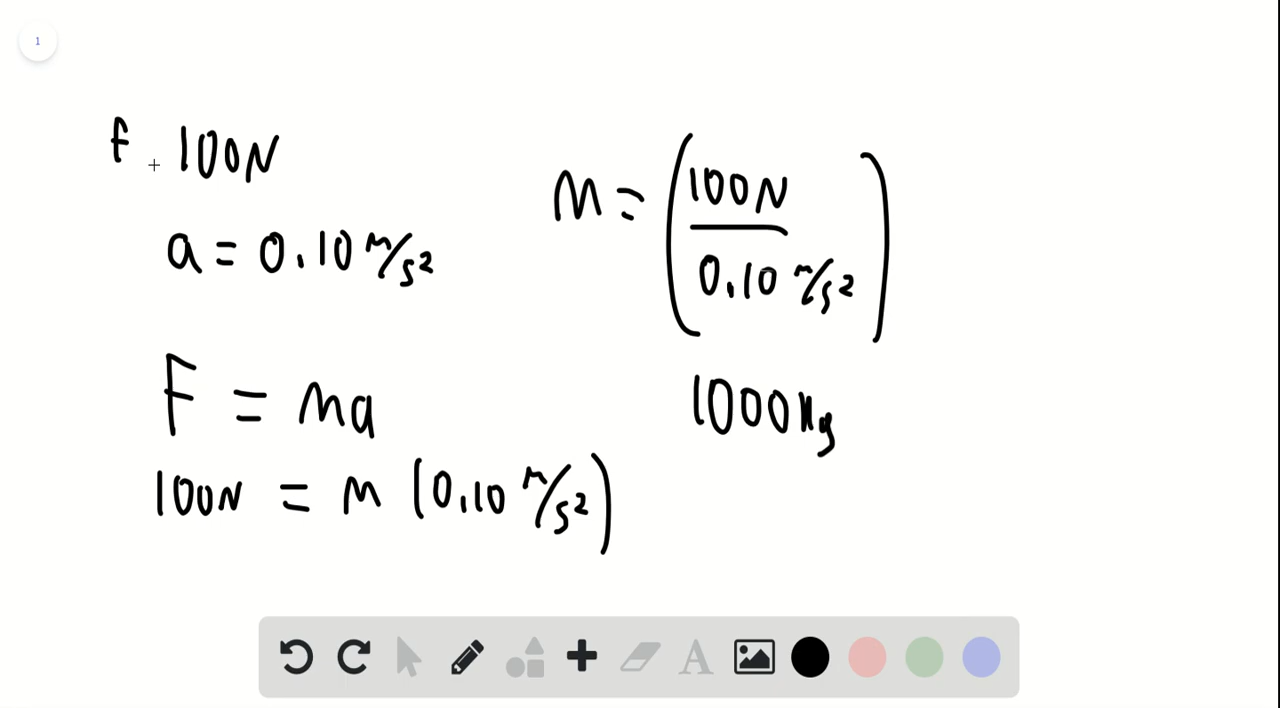 1
f . 100N
a = 0.10 m/s²
F = ma
100N = m (0.10 m/s²)
M = (100N / 0.10 m/s²)
1000Kg
A